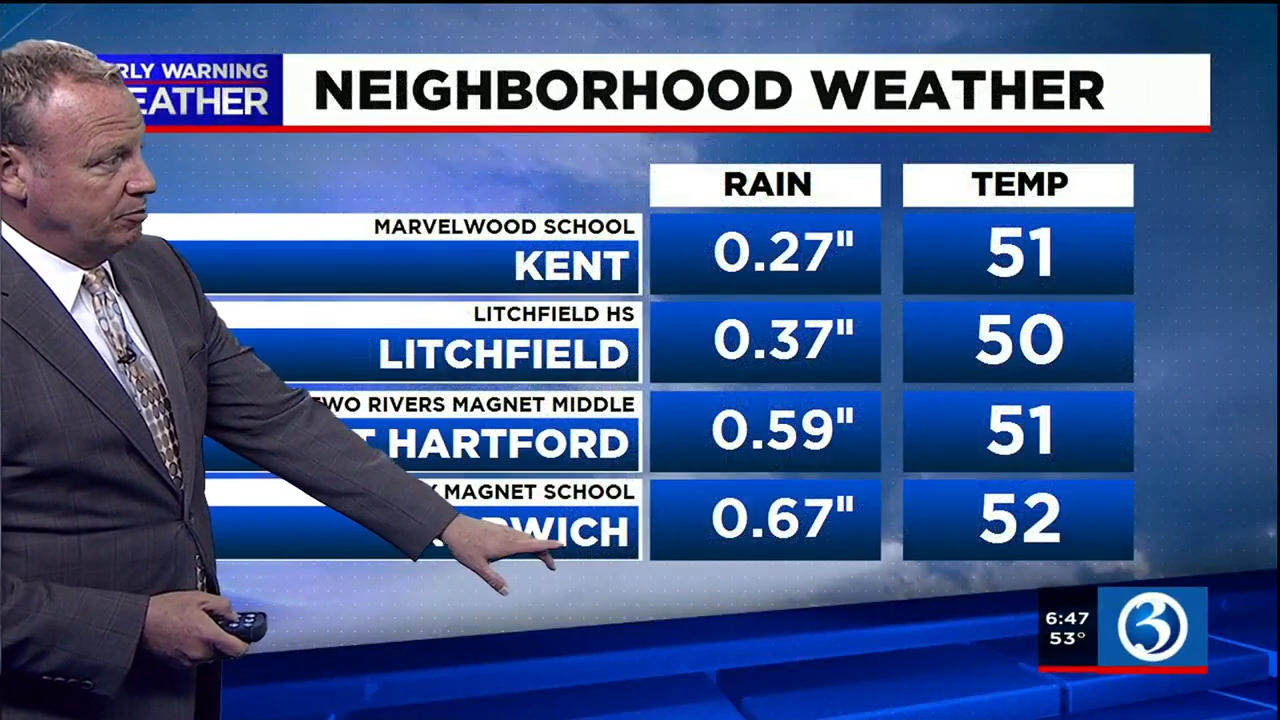 RLY WARNING
EATHER
NEIGHBORHOOD WEATHER
RAIN
TEMP
MARVELWOOD SCHOOL
KENT
0.27"
51
LITCHFIELD HS
LITCHFIELD
0.37"
50
TWO RIVERS MAGNET MIDDLE
T HARTFORD
0.59"
51
MAGNET SCHOOL
WICH
0.67"
52
6:47
53°
3